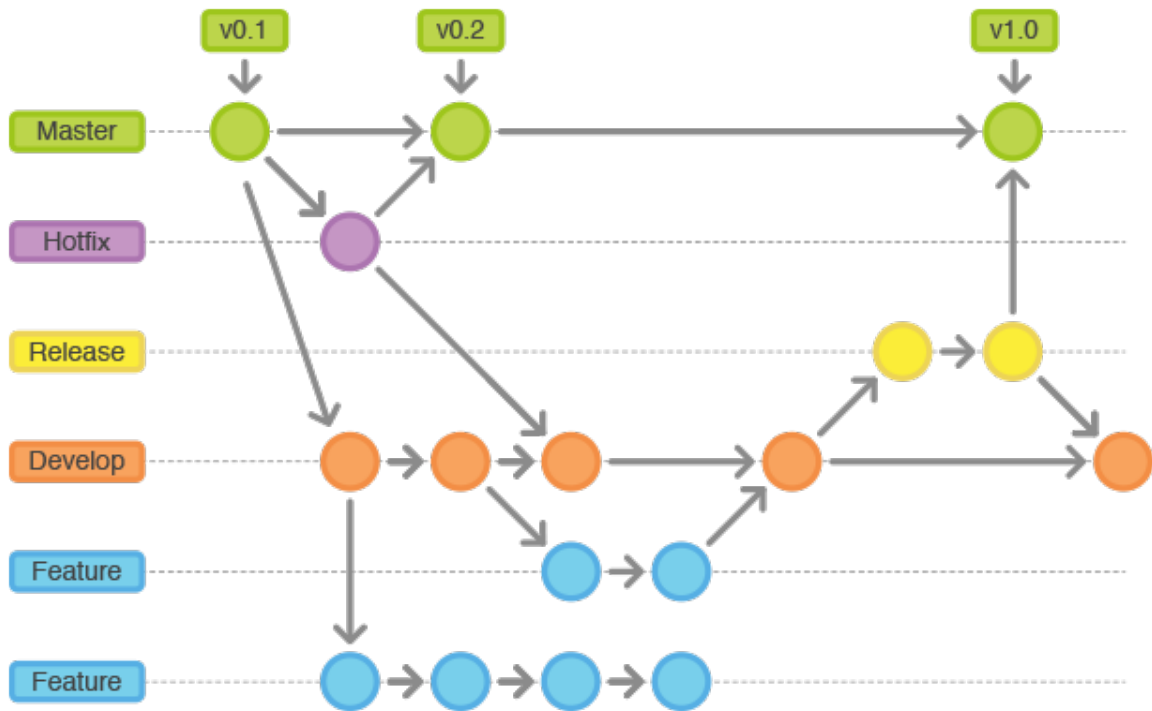 v0.1
v0.2
v1.0
Master
Hotfix
Release
Develop
Feature
Feature